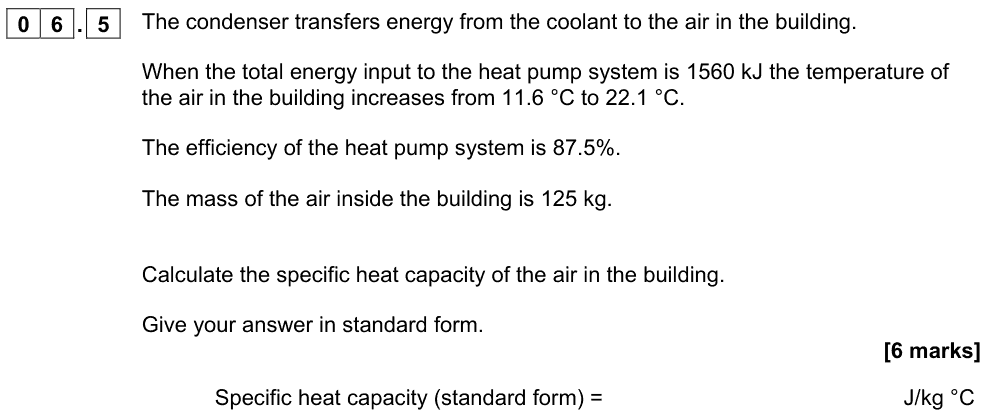 0 6 . 5 The condenser transfers energy from the coolant to the air in the building.
When the total energy input to the heat pump system is 1560 kJ the temperature of
the air in the building increases from 11.6 °C to 22.1 °C.
The efficiency of the heat pump system is 87.5%.
The mass of the air inside the building is 125 kg.
Calculate the specific heat capacity of the air in the building.
Give your answer in standard form.
[6 marks]
Specific heat capacity (standard form) = J/kg °C